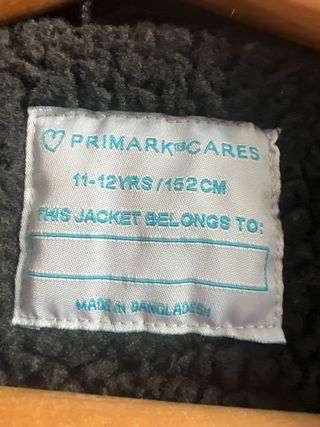 PRIMARK® CARES
11-12YRS/152CM
THIS JACKET BELONGS TO:
MADE IN BANGLADESH